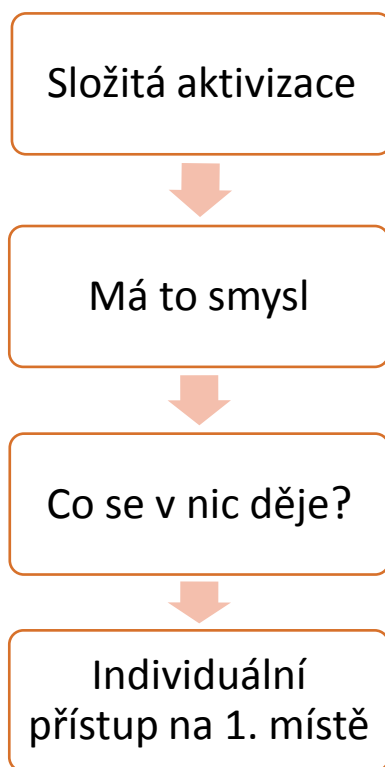 Složitá aktivizace
Má to smysl
Co se v nic děje?
Individuální
přístup na 1. místě